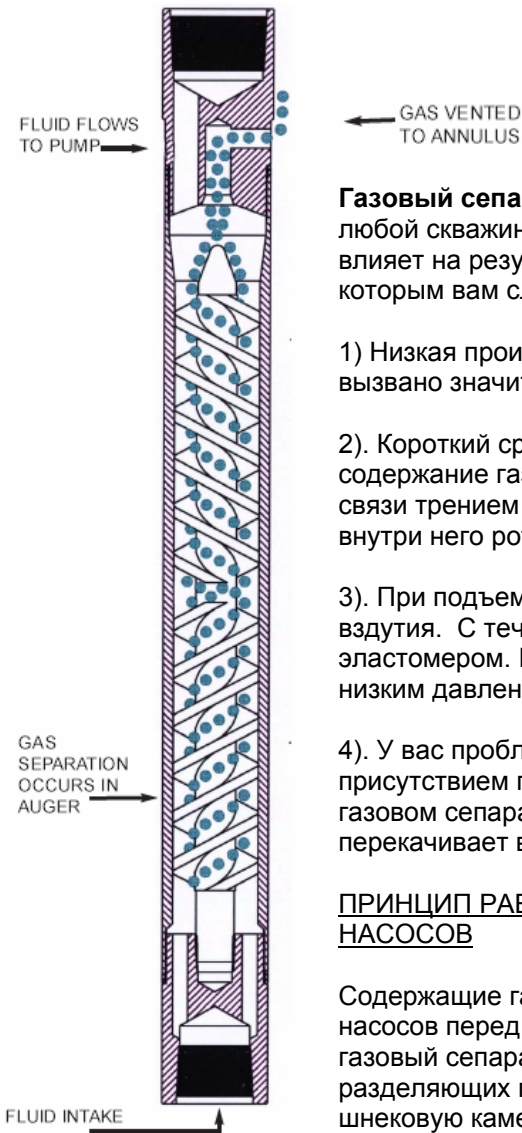 FLUID FLOWS
TO PUMP
GAS VENTED
TO ANNULUS
Газовый сепа
любой скважин
влияет на резу
которым вам сл
1) Низкая прои
вызвано значит
2). Короткий ср
содержание газ
связи трением
внутри него рот
3). При подъем
вздутия. С теч
эластомером.
низким давлен
4). У вас пробл
присутствием
газовом сепара
перекачивает в
GAS
SEPARATION
OCCURS IN
AUGER
ПРИНЦИП РАБ
НАСОСОВ
Содержащие га
насосов перед
газовый сепара
разделяющих
шнековую каме
FLUID INTAKE